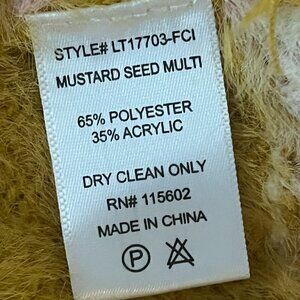 STYLE# LT17703-FCI
MUSTARD SEED MULTI
65% POLYESTER
35% ACRYLIC
DRY CLEAN ONLY
RN# 115602
MADE IN CHINA
P